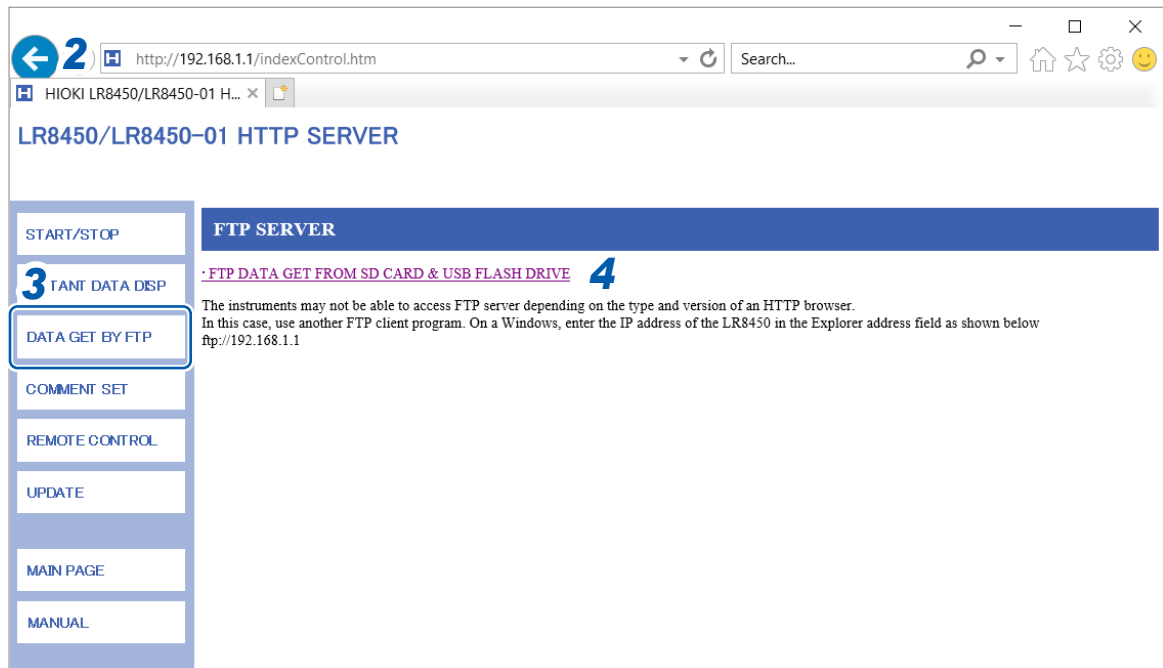 2
http://192.168.1.1/indexControl.htm
Search...
HIOKI LR8450/LR8450-01 H...
LR8450/LR8450-01 HTTP SERVER
START/STOP
FTP SERVER
3
TANT DATA DISP
· FTP DATA GET FROM SD CARD & USB FLASH DRIVE
4
The instruments may not be able to access FTP server depending on the type and version of an HTTP browser.
In this case, use another FTP client program. On a Windows, enter the IP address of the LR8450 in the Explorer address field as shown below
ftp://192.168.1.1
DATA GET BY FTP
COMMENT SET
REMOTE CONTROL
UPDATE
MAIN PAGE
MANUAL